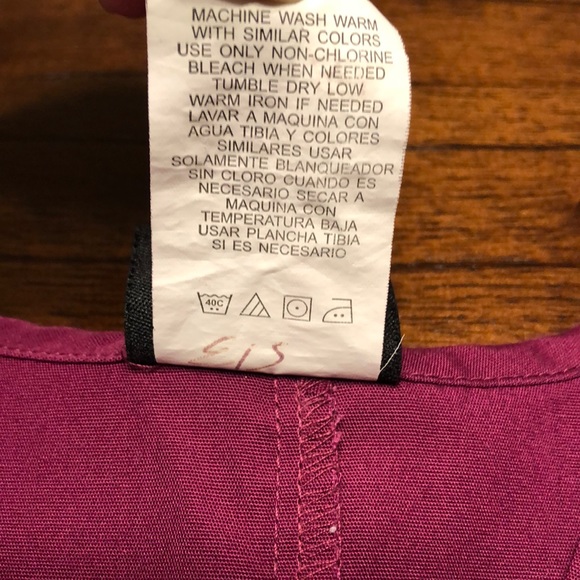 MACHINE WASH WARM
WITH SIMILAR COLORS
USE ONLY NON-CHLORINE
BLEACH WHEN NEEDED
TUMBLE DRY LOW
WARM IRON IF NEEDED
LAVAR A MAQUINA CON
AGUA TIBIA Y COLORES
SIMILARES USAR
SOLAMENTE BLANQUEADOR
SIN CLORO CUANDO ES
NECESARIO SECAR A
MAQUINA CON
TEMPERATURA BAJA
USAR PLANCHA TIBIA
SI ES NECESARIO
40C